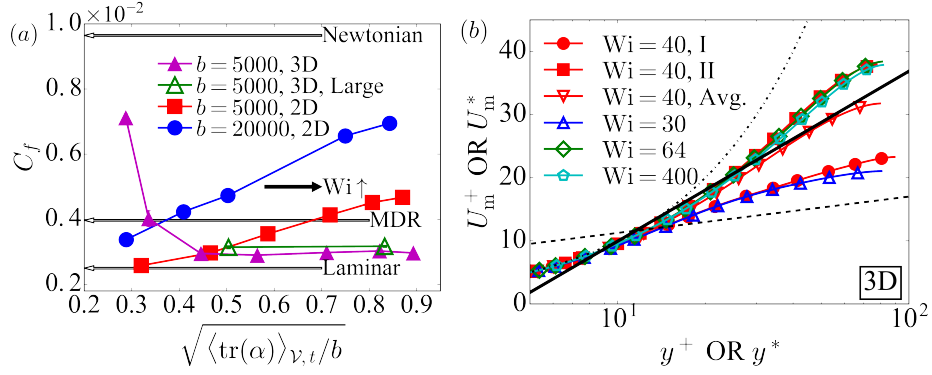 (a)
1.0 ×10⁻²
0.8
0.6
0.4
0.2
C_f
Newtonian
b = 5000, 3D
b = 5000, 3D, Large
b = 5000, 2D
b = 20000, 2D
Wi ↑
MDR
Laminar
0.2 0.3 0.4 0.5 0.6 0.7 0.8 0.9
√⟨tr(α)⟩_{𝒱,t}/b
(b)
40
30
20
10
0
U_m^+ OR U_m^*
Wi = 40, I
Wi = 40, II
Wi = 40, Avg.
Wi = 30
Wi = 64
Wi = 400
3D
10¹ 10²
y⁺ OR y*